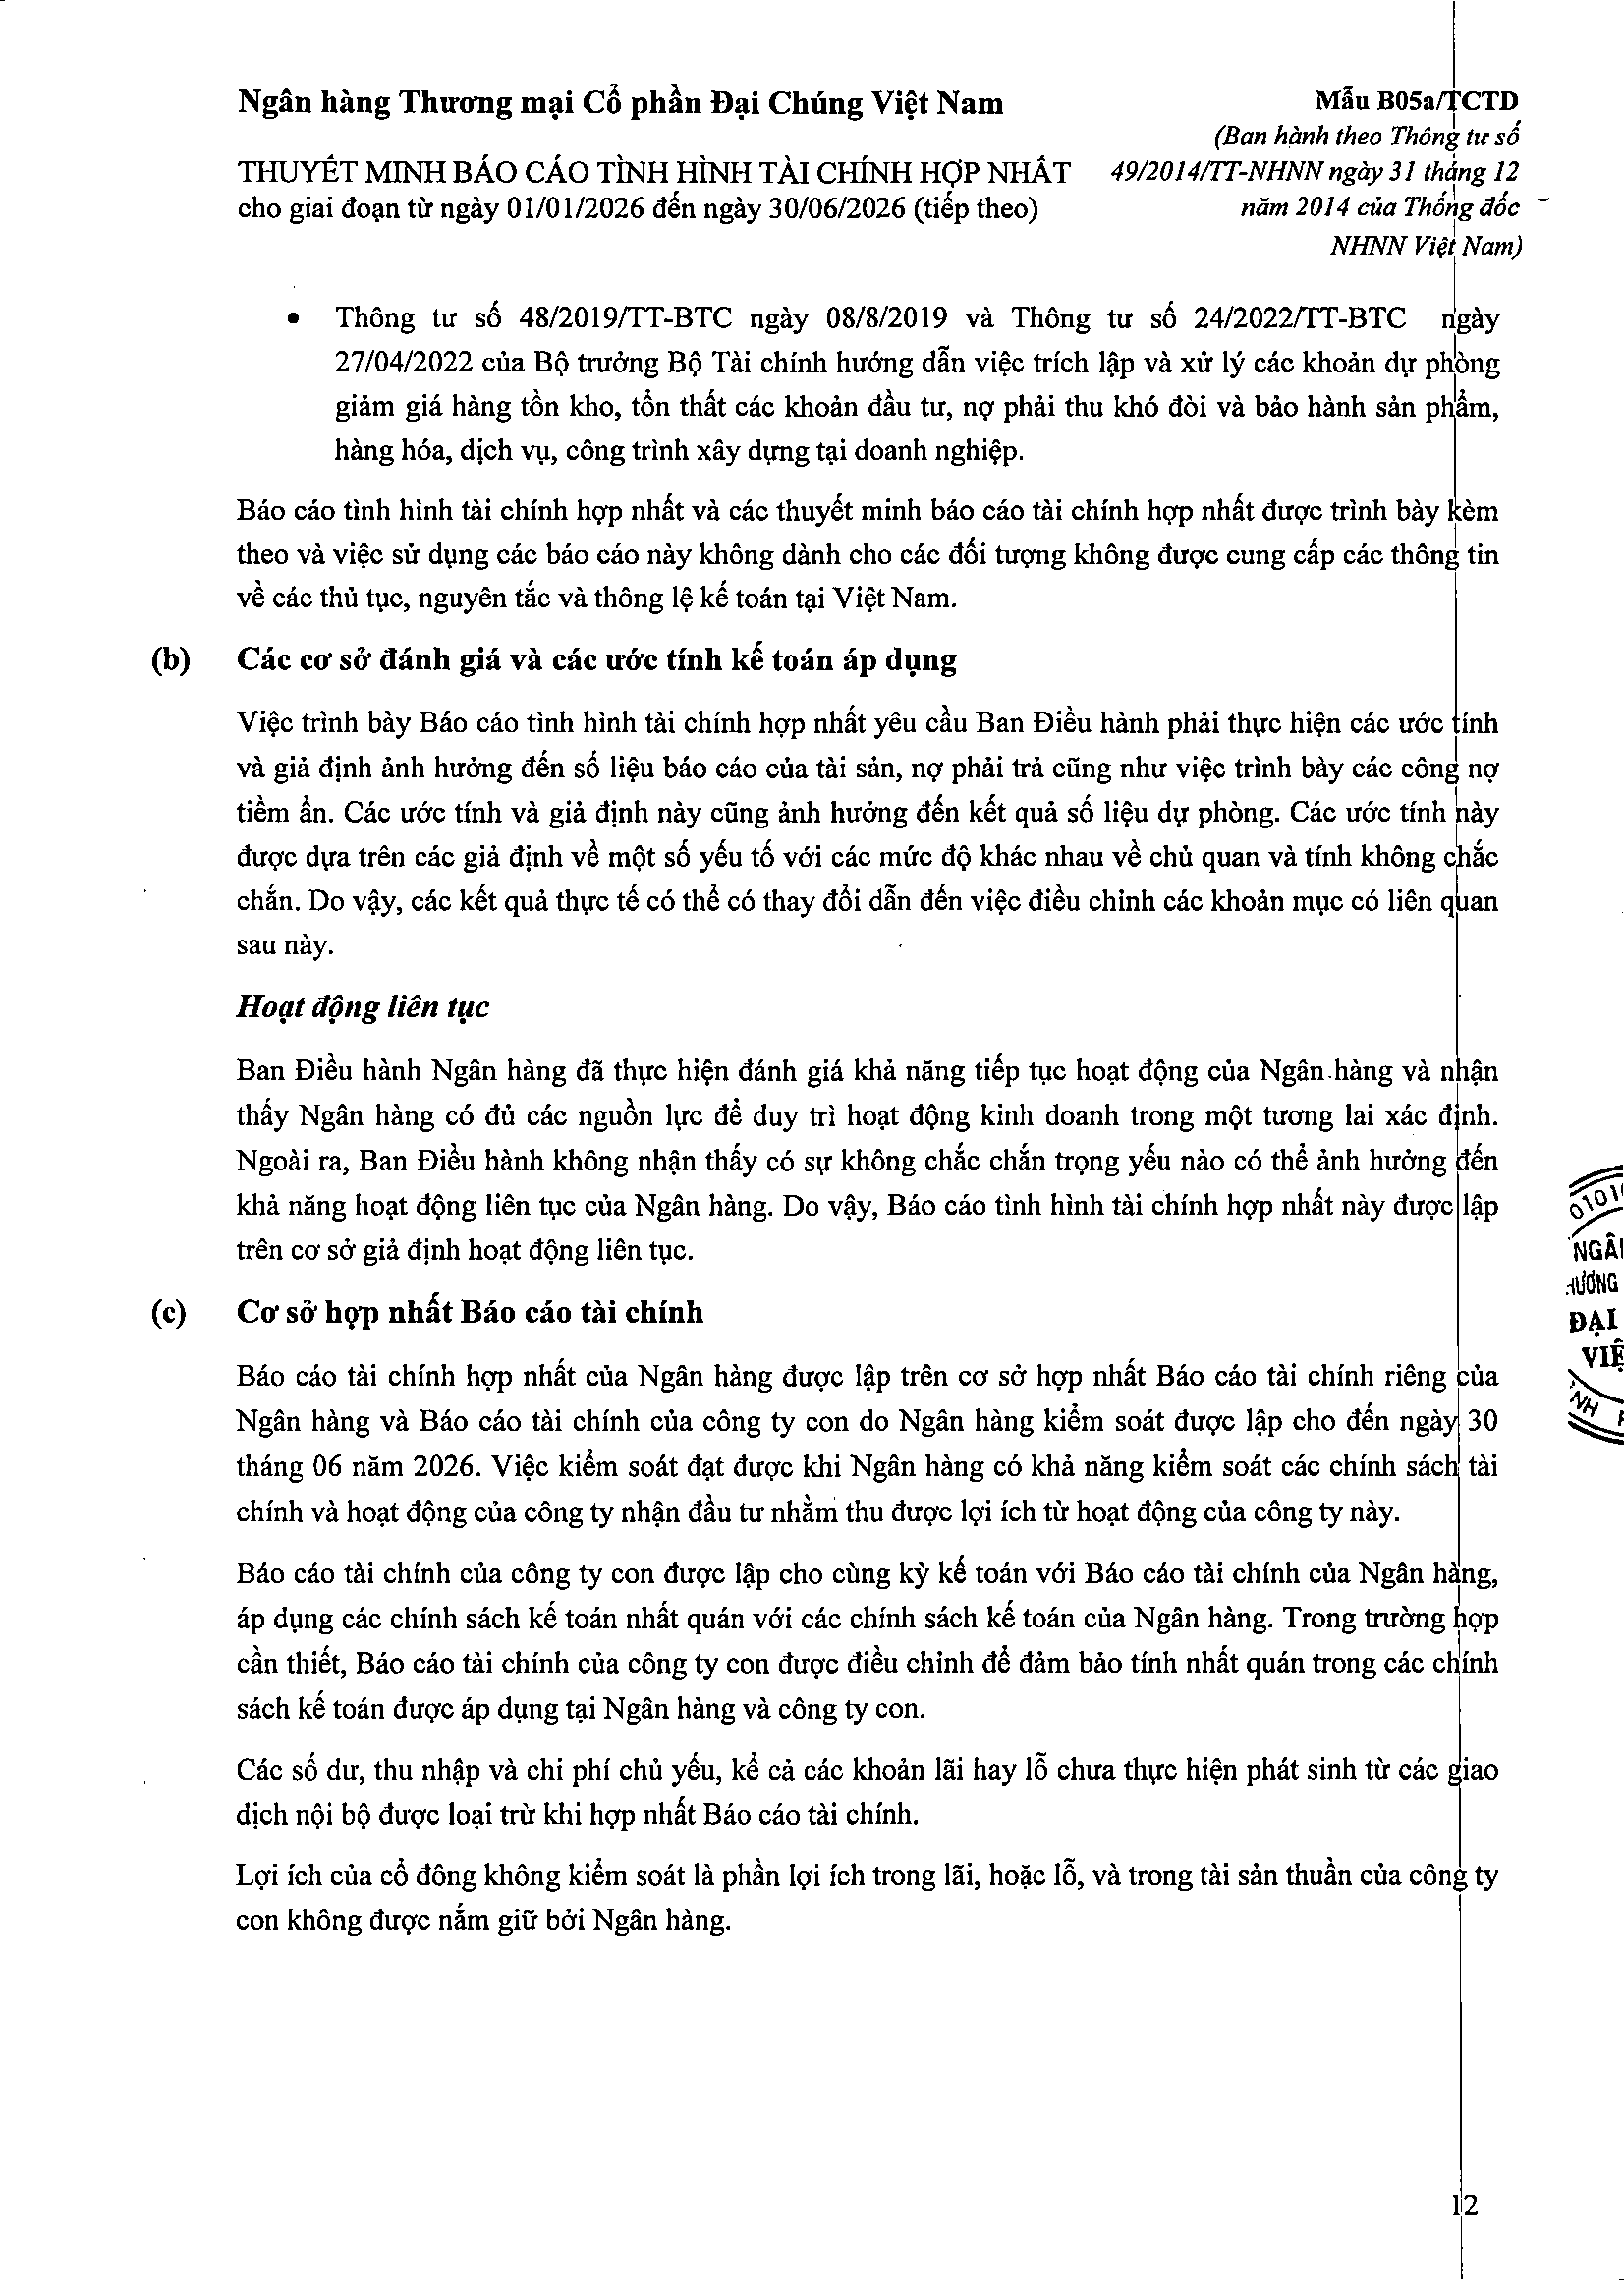 Ngân hàng Thương mại Cổ phần Đại Chúng Việt Nam
THUYẾT MINH BÁO CÁO TÌNH HÌNH TÀI CHÍNH HỢP NHẤT
cho giai đoạn từ ngày 01/01/2026 đến ngày 30/06/2026 (tiếp theo)
Mẫu B05a/TCTD
(Ban hành theo Thông tư số
49/2014/TT-NHNN ngày 31 tháng 12
năm 2014 của Thống đốc
NHNN Việt Nam)
• Thông tư số 48/2019/TT-BTC ngày 08/8/2019 và Thông tư số 24/2022/TT-BTC ngày
27/04/2022 của Bộ trưởng Bộ Tài chính hướng dẫn việc trích lập và xử lý các khoản dự phòng
giảm giá hàng tồn kho, tổn thất các khoản đầu tư, nợ phải thu khó đòi và bảo hành sản phẩm,
hàng hóa, dịch vụ, công trình xây dựng tại doanh nghiệp.
Báo cáo tình hình tài chính hợp nhất và các thuyết minh báo cáo tài chính hợp nhất được trình bày kèm
theo và việc sử dụng các báo cáo này không dành cho các đối tượng không được cung cấp các thông tin
về các thủ tục, nguyên tắc và thông lệ kế toán tại Việt Nam.
(b) Các cơ sở đánh giá và các ước tính kế toán áp dụng
Việc trình bày Báo cáo tình hình tài chính hợp nhất yêu cầu Ban Điều hành phải thực hiện các ước tính
và giả định ảnh hưởng đến số liệu báo cáo của tài sản, nợ phải trả cũng như việc trình bày các công nợ
tiềm ẩn. Các ước tính và giả định này cũng ảnh hưởng đến kết quả số liệu dự phòng. Các ước tính này
được dựa trên các giả định về một số yếu tố với các mức độ khác nhau về chủ quan và tính không chắc
chắn. Do vậy, các kết quả thực tế có thể có thay đổi dẫn đến việc điều chỉnh các khoản mục có liên quan
sau này.
Hoạt động liên tục
Ban Điều hành Ngân hàng đã thực hiện đánh giá khả năng tiếp tục hoạt động của Ngân hàng và nhận
thấy Ngân hàng có đủ các nguồn lực để duy trì hoạt động kinh doanh trong một tương lai xác định.
Ngoài ra, Ban Điều hành không nhận thấy có sự không chắc chắn trọng yếu nào có thể ảnh hưởng đến
khả năng hoạt động liên tục của Ngân hàng. Do vậy, Báo cáo tình hình tài chính hợp nhất này được lập
trên cơ sở giả định hoạt động liên tục.
(c) Cơ sở hợp nhất Báo cáo tài chính
Báo cáo tài chính hợp nhất của Ngân hàng được lập trên cơ sở hợp nhất Báo cáo tài chính riêng của
Ngân hàng và Báo cáo tài chính của công ty con do Ngân hàng kiểm soát được lập cho đến ngày 30
tháng 06 năm 2026. Việc kiểm soát đạt được khi Ngân hàng có khả năng kiểm soát các chính sách tài
chính và hoạt động của công ty nhận đầu tư nhằm thu được lợi ích từ hoạt động của công ty này.
Báo cáo tài chính của công ty con được lập cho cùng kỳ kế toán với Báo cáo tài chính của Ngân hàng,
áp dụng các chính sách kế toán nhất quán với các chính sách kế toán của Ngân hàng. Trong trường hợp
cần thiết, Báo cáo tài chính của công ty con được điều chỉnh để đảm bảo tính nhất quán trong các chính
sách kế toán được áp dụng tại Ngân hàng và công ty con.
Các số dư, thu nhập và chi phí chủ yếu, kể cả các khoản lãi hay lỗ chưa thực hiện phát sinh từ các giao
dịch nội bộ được loại trừ khi hợp nhất Báo cáo tài chính.
Lợi ích của cổ đông không kiểm soát là phần lợi ích trong lãi, hoặc lỗ, và trong tài sản thuần của công ty
con không được nắm giữ bởi Ngân hàng.
ĐẠI
12